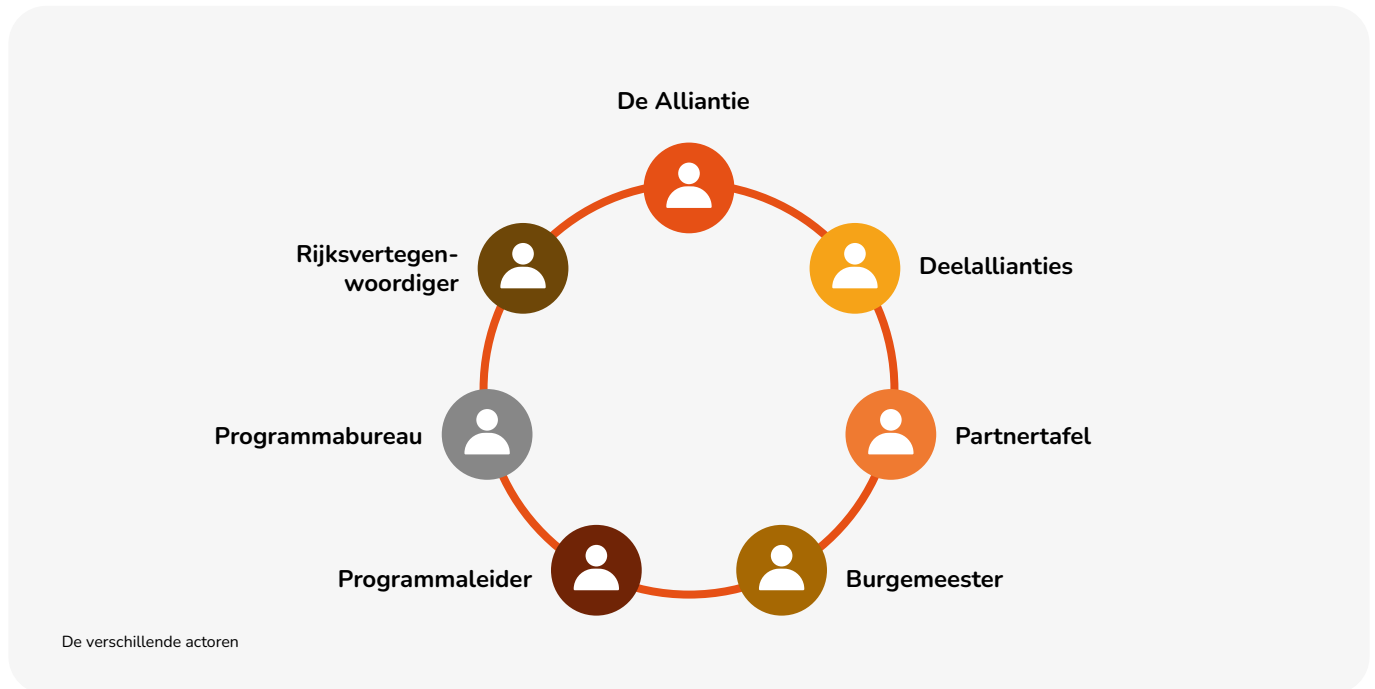 De Alliantie
Rijksvertegen-
woordiger
Deelallianties
Programmabureau
Partnertafel
Programmaleider
Burgemeester
De verschillende actoren